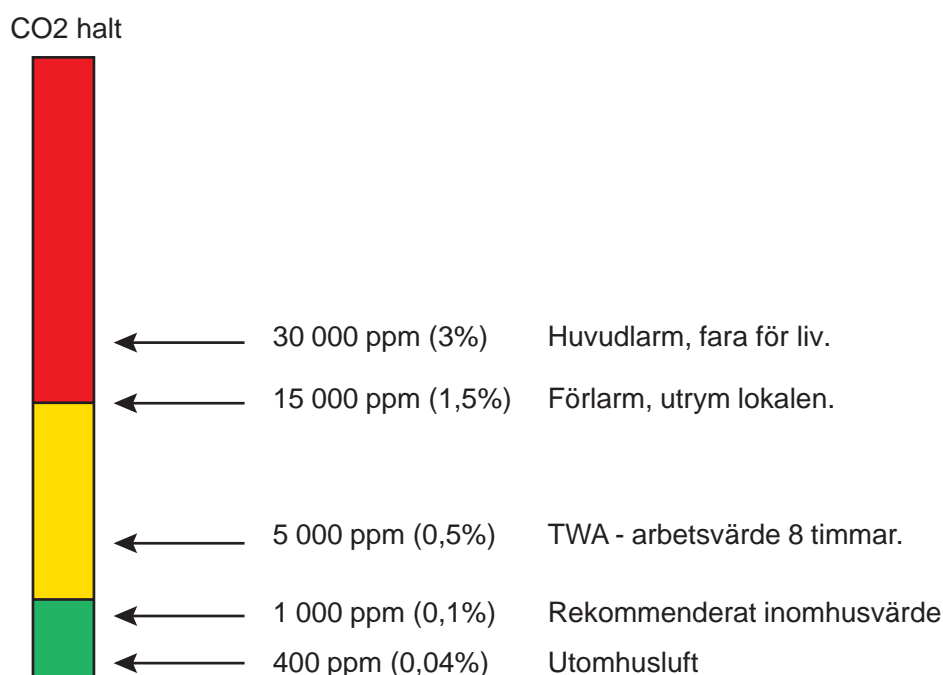 CO2 halt
30 000 ppm (3%) Huvudlarm, fara för liv.
15 000 ppm (1,5%) Förlarm, utrym lokalen.
5 000 ppm (0,5%) TWA - arbetsvärde 8 timmar.
1 000 ppm (0,1%) Rekommenderat inomhusvärde
400 ppm (0,04%) Utomhusluft